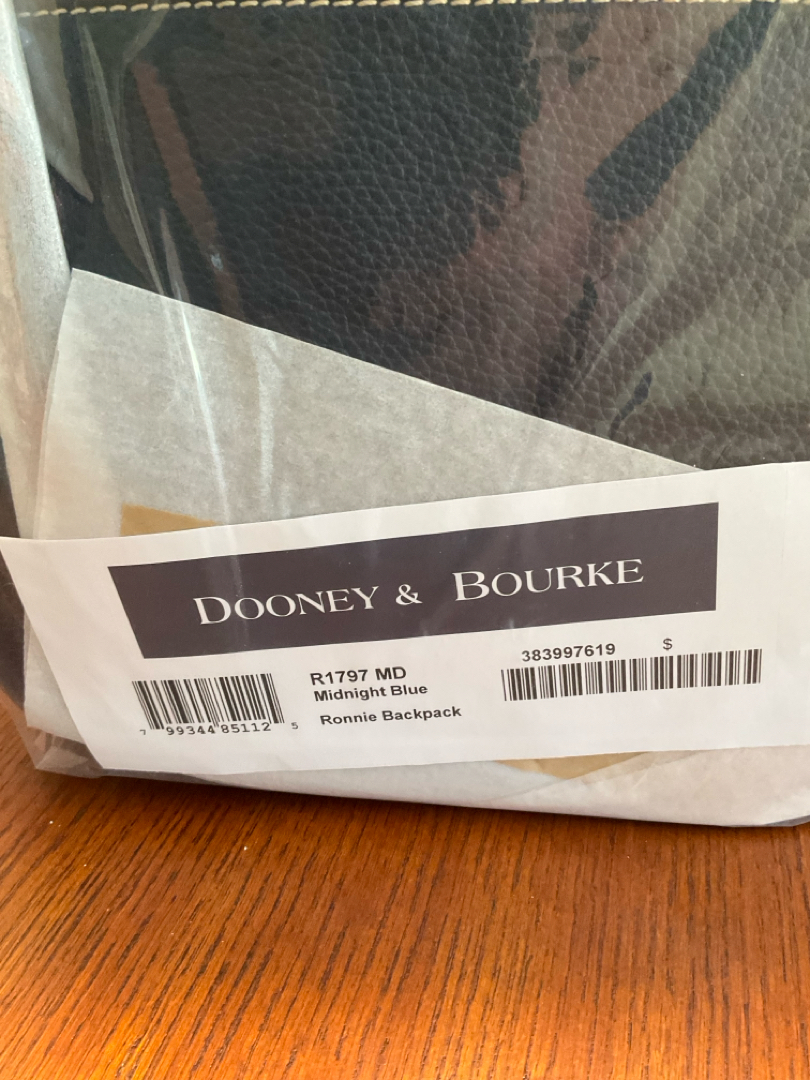 DOONEY & BOURKE
R1797 MD
Midnight Blue
Ronnie Backpack
7 99344 85112 5
383997619 $